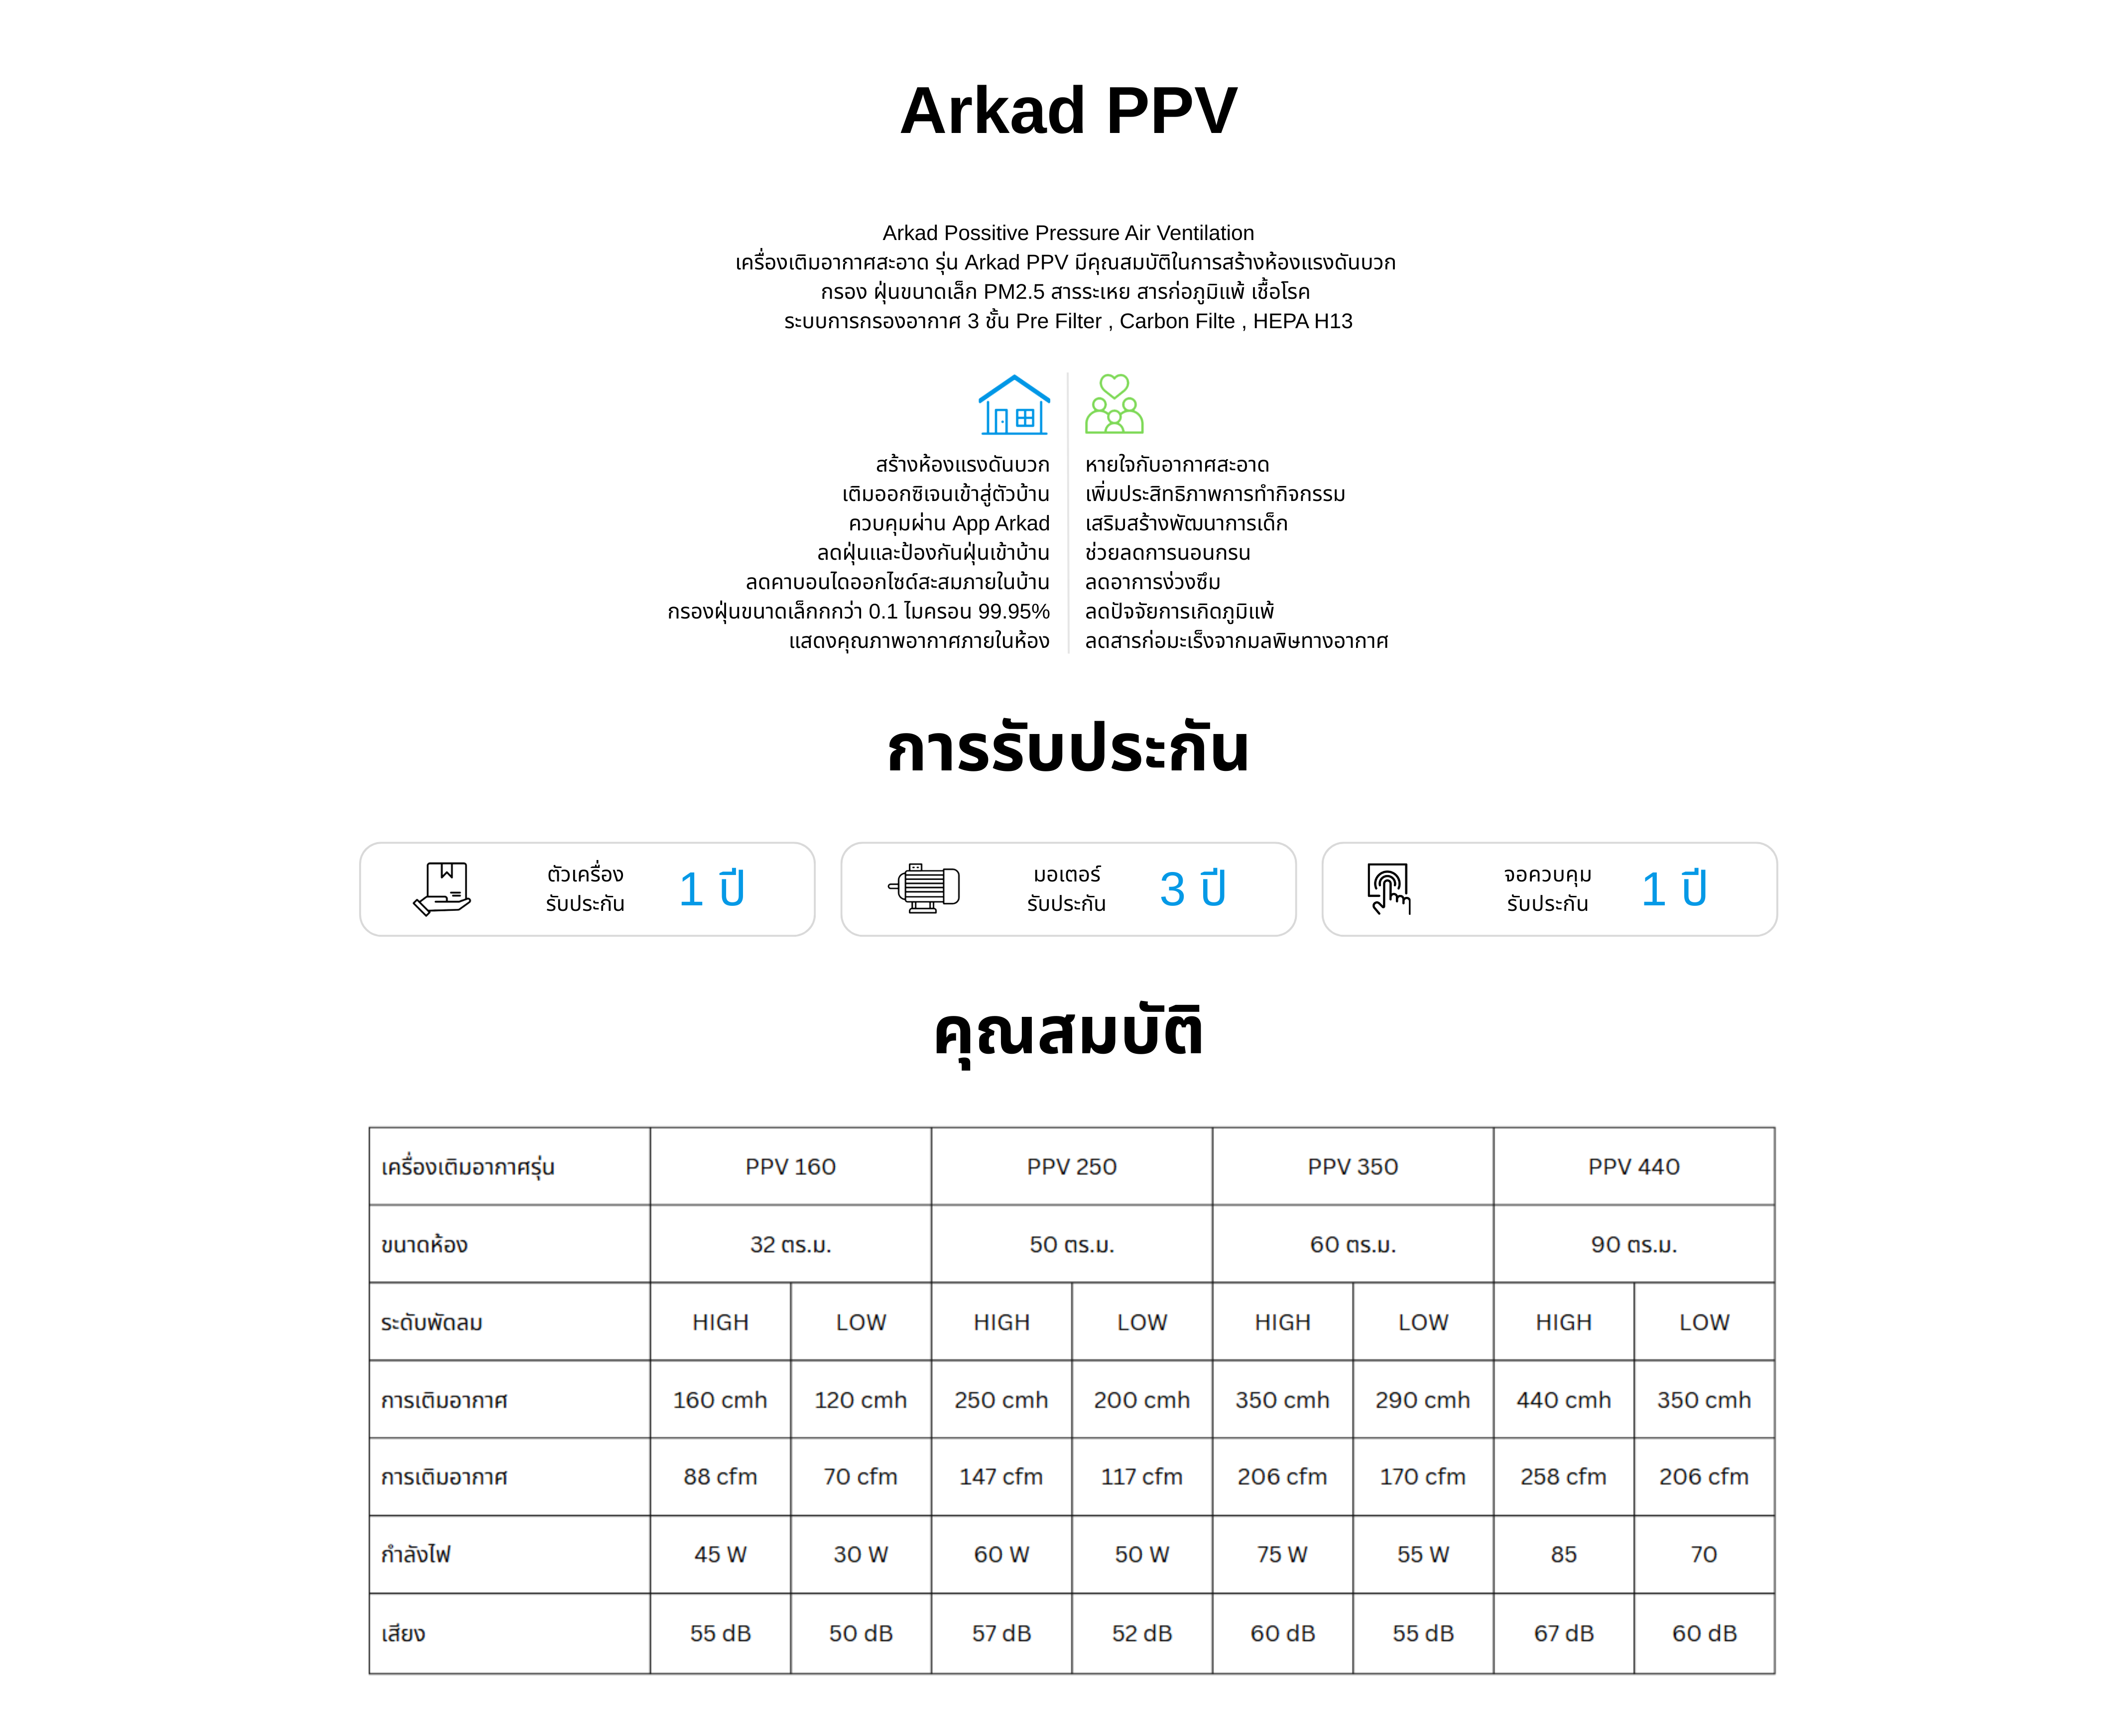 Arkad PPV
Arkad Possitive Pressure Air Ventilation
เครื่องเติมอากาศสะอาด รุ่น Arkad PPV มีคุณสมบัติในการสร้างห้องแรงดันบวก
กรอง ฝุ่นขนาดเล็ก PM2.5 สารระเหย สารก่อภูมิแพ้ เชื้อโรค
ระบบการกรองอากาศ 3 ชั้น Pre Filter , Carbon Filte , HEPA H13
สร้างห้องแรงดันบวก
เติมออกซิเจนเข้าสู่ตัวบ้าน
ควบคุมผ่าน App Arkad
ลดฝุ่นและป้องกันฝุ่นเข้าบ้าน
ลดคาบอนไดออกไซด์สะสมภายในบ้าน
กรองฝุ่นขนาดเล็กกกว่า 0.1 ไมครอน 99.95%
แสดงคุณภาพอากาศภายในห้อง
หายใจกับอากาศสะอาด
เพิ่มประสิทธิภาพการทำกิจกรรม
เสริมสร้างพัฒนาการเด็ก
ช่วยลดการนอนกรน
ลดอาการง่วงซึม
ลดปัจจัยการเกิดภูมิแพ้
ลดสารก่อมะเร็งจากมลพิษทางอากาศ
การรับประกัน
ตัวเครื่อง
รับประกัน
1 ปี
มอเตอร์
รับประกัน
3 ปี
จอควบคุม
รับประกัน
1 ปี
คุณสมบัติ
เครื่องเติมอากาศรุ่น PPV 160 PPV 250 PPV 350 PPV 440
ขนาดห้อง 32 ตร.ม. 50 ตร.ม. 60 ตร.ม. 90 ตร.ม.
ระดับพัดลม HIGH LOW HIGH LOW HIGH LOW HIGH LOW
การเติมอากาศ 160 cmh 120 cmh 250 cmh 200 cmh 350 cmh 290 cmh 440 cmh 350 cmh
การเติมอากาศ 88 cfm 70 cfm 147 cfm 117 cfm 206 cfm 170 cfm 258 cfm 206 cfm
กำลังไฟ 45 W 30 W 60 W 50 W 75 W 55 W 85 70
เสียง 55 dB 50 dB 57 dB 52 dB 60 dB 55 dB 67 dB 60 dB